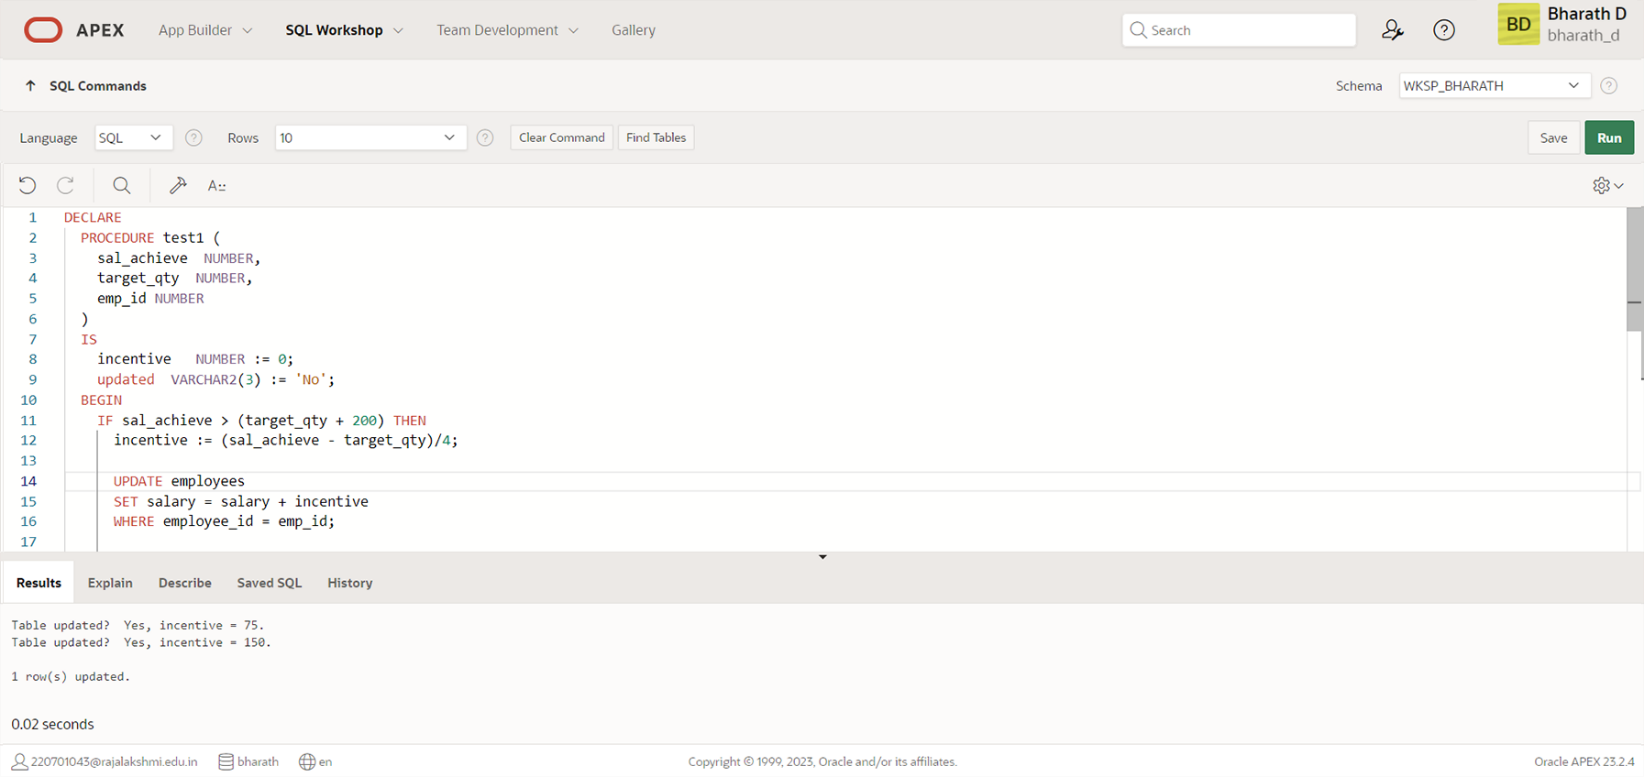 APEX App Builder SQL Workshop Team Development Gallery Search ? BD Bharath D
bharath_d
SQL Commands Schema WKSP_BHARATH ?
Language SQL ? Rows 10 ? Clear Command Find Tables Save Run
A::
1 DECLARE
2 PROCEDURE test1 (
3 sal_achieve NUMBER,
4 target_qty NUMBER,
5 emp_id NUMBER
6 )
7 IS
8 incentive NUMBER := 0;
9 updated VARCHAR2(3) := 'No';
10 BEGIN
11 IF sal_achieve > (target_qty + 200) THEN
12 incentive := (sal_achieve - target_qty)/4;
13
14 UPDATE employees
15 SET salary = salary + incentive
16 WHERE employee_id = emp_id;
17
Results Explain Describe Saved SQL History
Table updated? Yes, incentive = 75.
Table updated? Yes, incentive = 150.
1 row(s) updated.
0.02 seconds
220701043@rajalakshmi.edu.in bharath en Copyright © 1999, 2023, Oracle and/or its affiliates. Oracle APEX 23.2.4